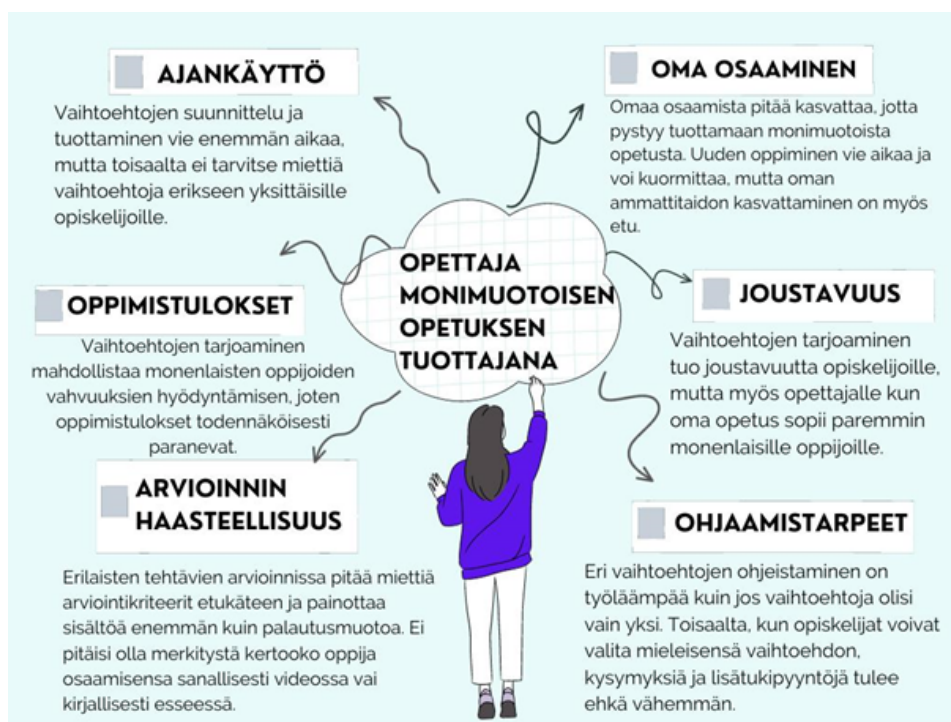 AJANKÄYTTÖ
Vaihtoehtojen suunnittelu ja
tuottaminen vie enemmän aikaa,
mutta toisaalta ei tarvitse miettiä
vaihtoehtoja erikseen yksittäisille
opiskelijoille.
OMA OSAAMINEN
Omaa osaamista pitää kasvattaa, jotta
pystyy tuottamaan monimuotoista
opetusta. Uuden oppiminen vie aikaa ja
voi kuormittaa, mutta oman
ammattitaidon kasvattaminen on myös
etu.
OPETTAJA
MONIMUOTOISEN
OPETUKSEN
TUOTTAJANA
OPPIMISTULOKSET
Vaihtoehtojen tarjoaminen
mahdollistaa monenlaisten oppijoiden
vahvuuksien hyödyntämisen, joten
oppimistulokset todennäköisesti
paranevat.
JOUSTAVUUS
Vaihtoehtojen tarjoaminen
tuo joustavuutta opiskelijoille,
mutta myös opettajalle kun
oma opetus sopii paremmin
monenlaisille oppijoille.
ARVIOINNIN
HAASTEELLISUUS
Erilaisten tehtävien arvioinnissa pitää miettiä
arviointikriteerit etukäteen ja painottaa
sisältöä enemmän kuin palautusmuotoa. Ei
pitäisi olla merkitystä kertooko oppija
osaamisensa sanallisesti videossa vai
kirjallisesti esseessä.
OHJAAMISTARPEET
Eri vaihtoehtojen ohjeistaminen on
työläämpää kuin jos vaihtoehtoja olisi
vain yksi. Toisaalta, kun opiskelijat voivat
valita mieleisensä vaihtoehdon,
kysymyksiä ja lisätukipyyntöjä tulee
ehkä vähemmän.